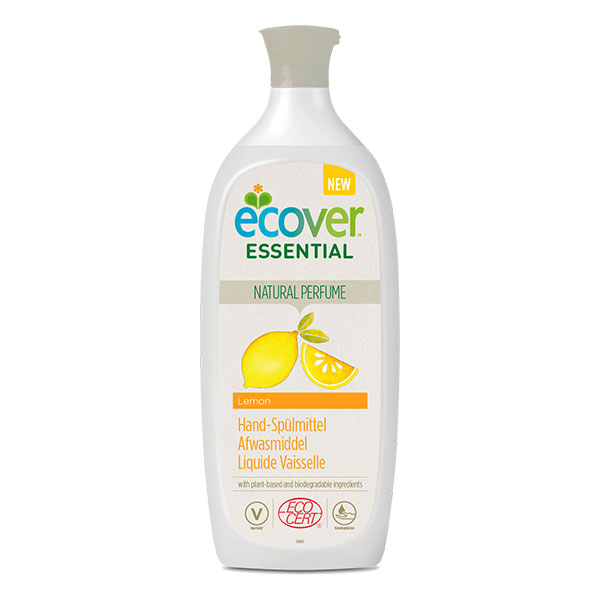 NEW
ecover
ESSENTIAL
NATURAL PERFUME
Lemon
Hand-Spülmittel
Afwasmiddel
Liquide Vaisselle
with plant-based and biodegradable ingredients
V
ECO
CERT